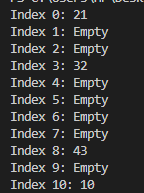 Index 0: 21
Index 1: Empty
Index 2: Empty
Index 3: 32
Index 4: Empty
Index 5: Empty
Index 6: Empty
Index 7: Empty
Index 8: 43
Index 9: Empty
Index 10: 10